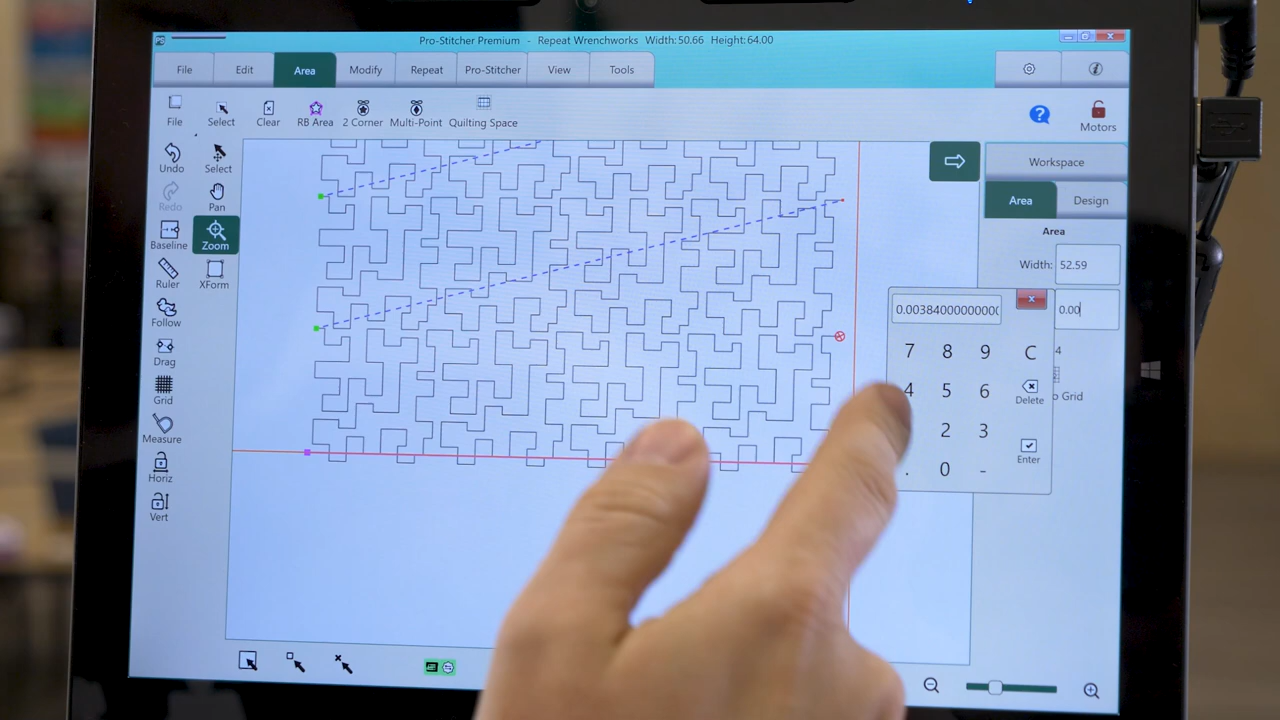 Pro-Stitcher Premium - Repeat Wrenchworks Width:50.66 Height:64.00
File Edit Area Modify Repeat Pro-Stitcher View Tools
File Select Clear RB Area 2 Corner Multi-Point Quilting Space Motors
Undo Select
Redo Pan
Baseline Zoom
Ruler XForm
Follow
Drag
Grid
Measure
Horiz
Vert
Workspace
Area Design
Area
Width: 52.59
0.00384000000000 0.00
7 8 9 C
4 5 6 Delete
2 3
. 0 - Enter
4
o Grid